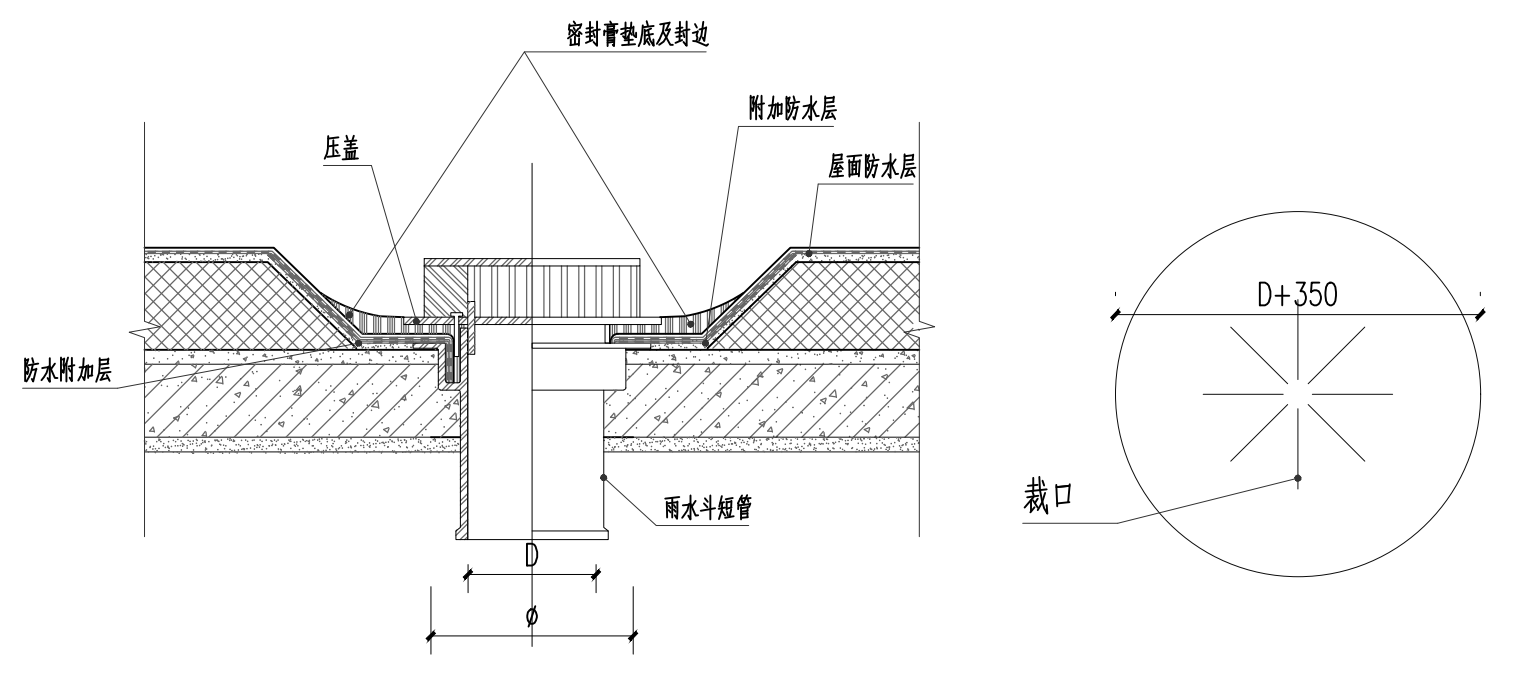 密封膏垫底及封边
附加防水层
压盖
屋面防水层
D+350
防水附加层
裁口
雨水斗短管
D
ø